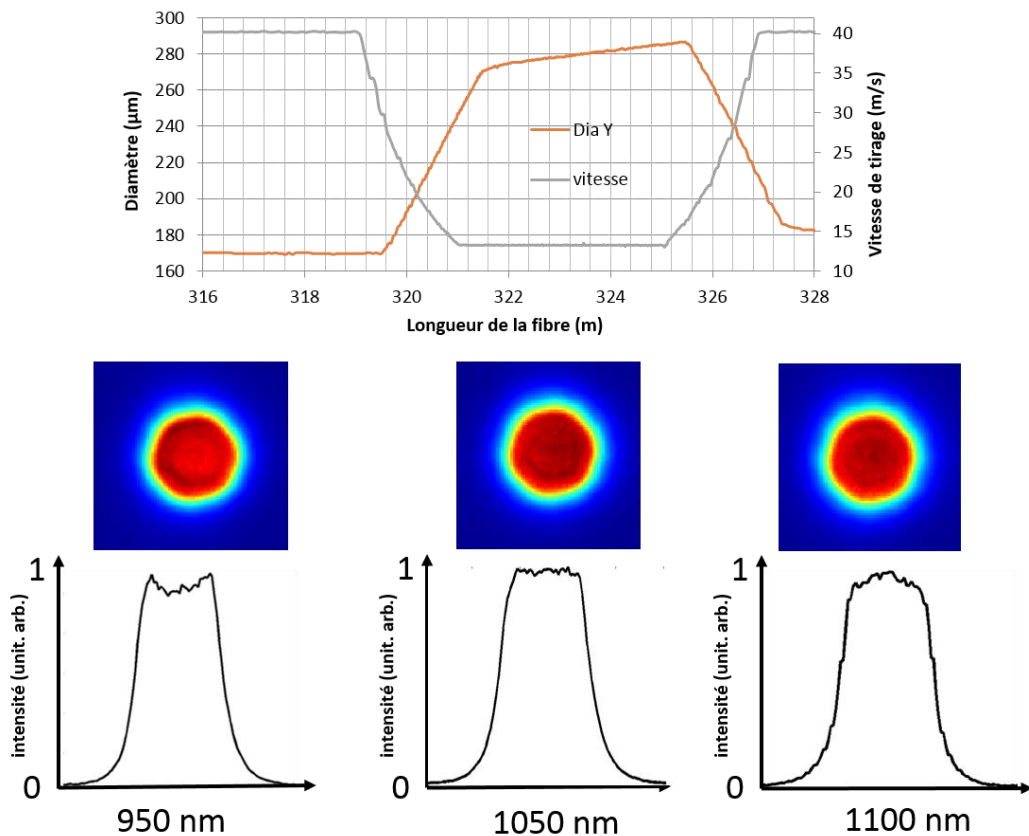 300
280
260
240
220
200
180
160
Diamètre (µm)
40
35
30
25
20
15
10
Vitesse de tirage (m/s)
Dia Y
vitesse
316 318 320 322 324 326 328
Longueur de la fibre (m)
1
intensité (unit. arb.)
0
950 nm
1
intensité (unit. arb.)
0
1050 nm
1
intensité (unit. arb.)
0
1100 nm